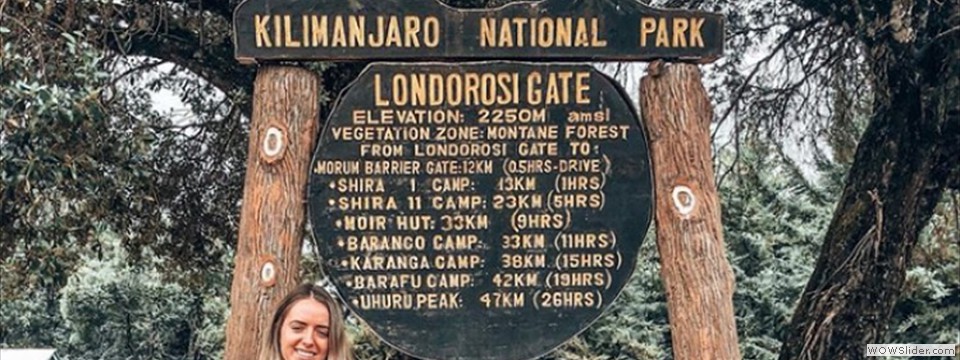 KILIMANJARO NATIONAL PARK
LONDOROSI GATE
ELEVATION: 2250M amsl
VEGETATION ZONE: MONTANE FOREST
FROM LONDOROSI GATE TO:
•MORUM BARRIER GATE:12KM (0.5HRS-DRIVE)
•SHIRA 1 CAMP: 13KM (1HRS)
•SHIRA 11 CAMP: 23KM (5HRS)
•MOIR HUT: 33KM (9HRS)
•BARANCO CAMP: 33KM (11HRS)
•KARANGA CAMP: 38KM (15HRS)
•BARAFU CAMP: 42KM (19HRS)
•UHURU PEAK: 47KM (26HRS)
WOWSlider.com